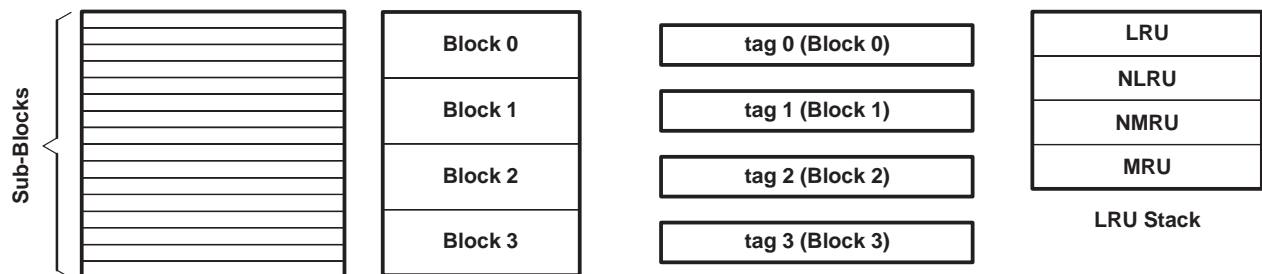 Sub-Blocks
Block 0
Block 1
Block 2
Block 3
tag 0 (Block 0)
tag 1 (Block 1)
tag 2 (Block 2)
tag 3 (Block 3)
LRU
NLRU
NMRU
MRU
LRU Stack